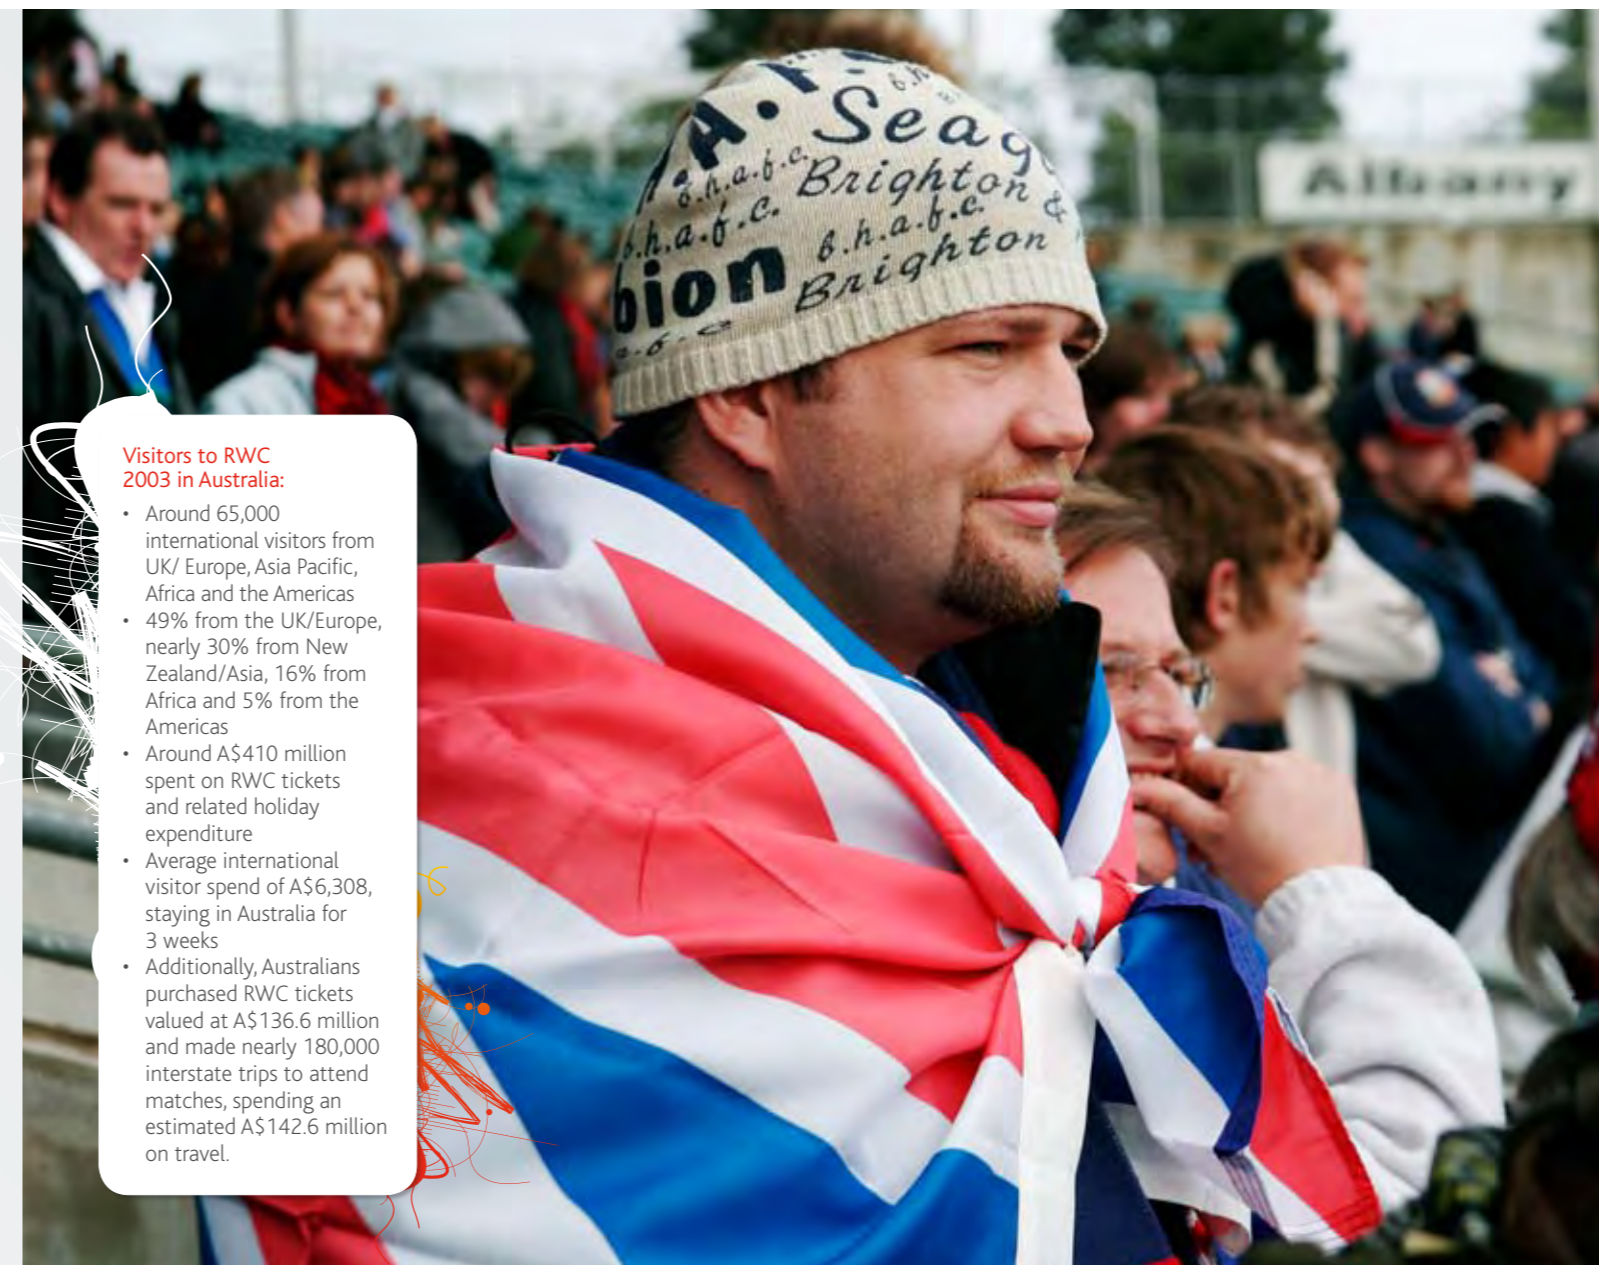 A.F.C
b.h
Seag
b.h.a.f.c.
Brighton &
b.h.a.f.c.
b.h.a.f.c.
bion
Brighton
Albany
Visitors to RWC
2003 in Australia:
• Around 65,000
international visitors from
UK/ Europe, Asia Pacific,
Africa and the Americas
• 49% from the UK/Europe,
nearly 30% from New
Zealand/Asia, 16% from
Africa and 5% from the
Americas
• Around A$410 million
spent on RWC tickets
and related holiday
expenditure
• Average international
visitor spend of A$6,308,
staying in Australia for
3 weeks
• Additionally, Australians
purchased RWC tickets
valued at A$136.6 million
and made nearly 180,000
interstate trips to attend
matches, spending an
estimated A$142.6 million
on travel.